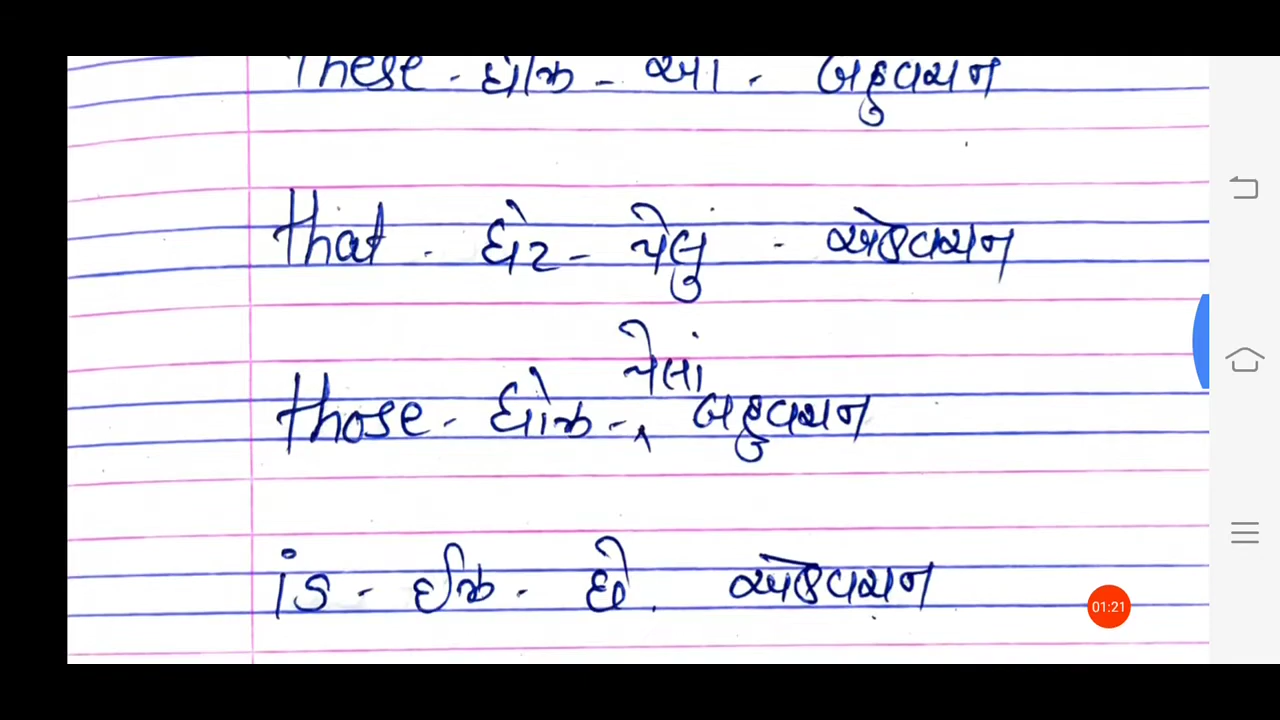 These - ધીઝ - આ - બહુવચન
that - ધેટ - પેલું - એકવચન
પેલાં
those - ધોઝ - બહુવચન
is - ઈઝ - છે. એકવચન
01:21